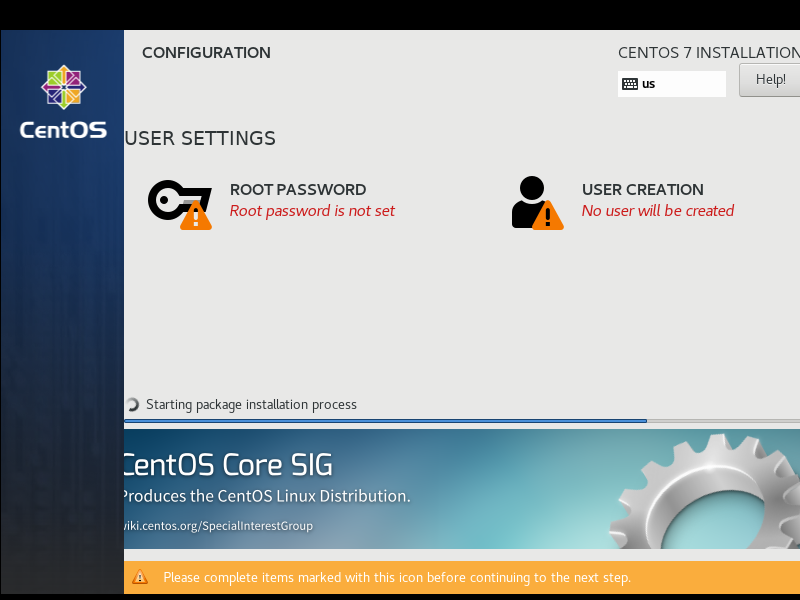 CentOS
CONFIGURATION
CENTOS 7 INSTALLATION
us
Help!
USER SETTINGS
ROOT PASSWORD
Root password is not set
USER CREATION
No user will be created
Starting package installation process
CentOS Core SIG
Produces the CentOS Linux Distribution.
wiki.centos.org/SpecialInterestGroup
Please complete items marked with this icon before continuing to the next step.